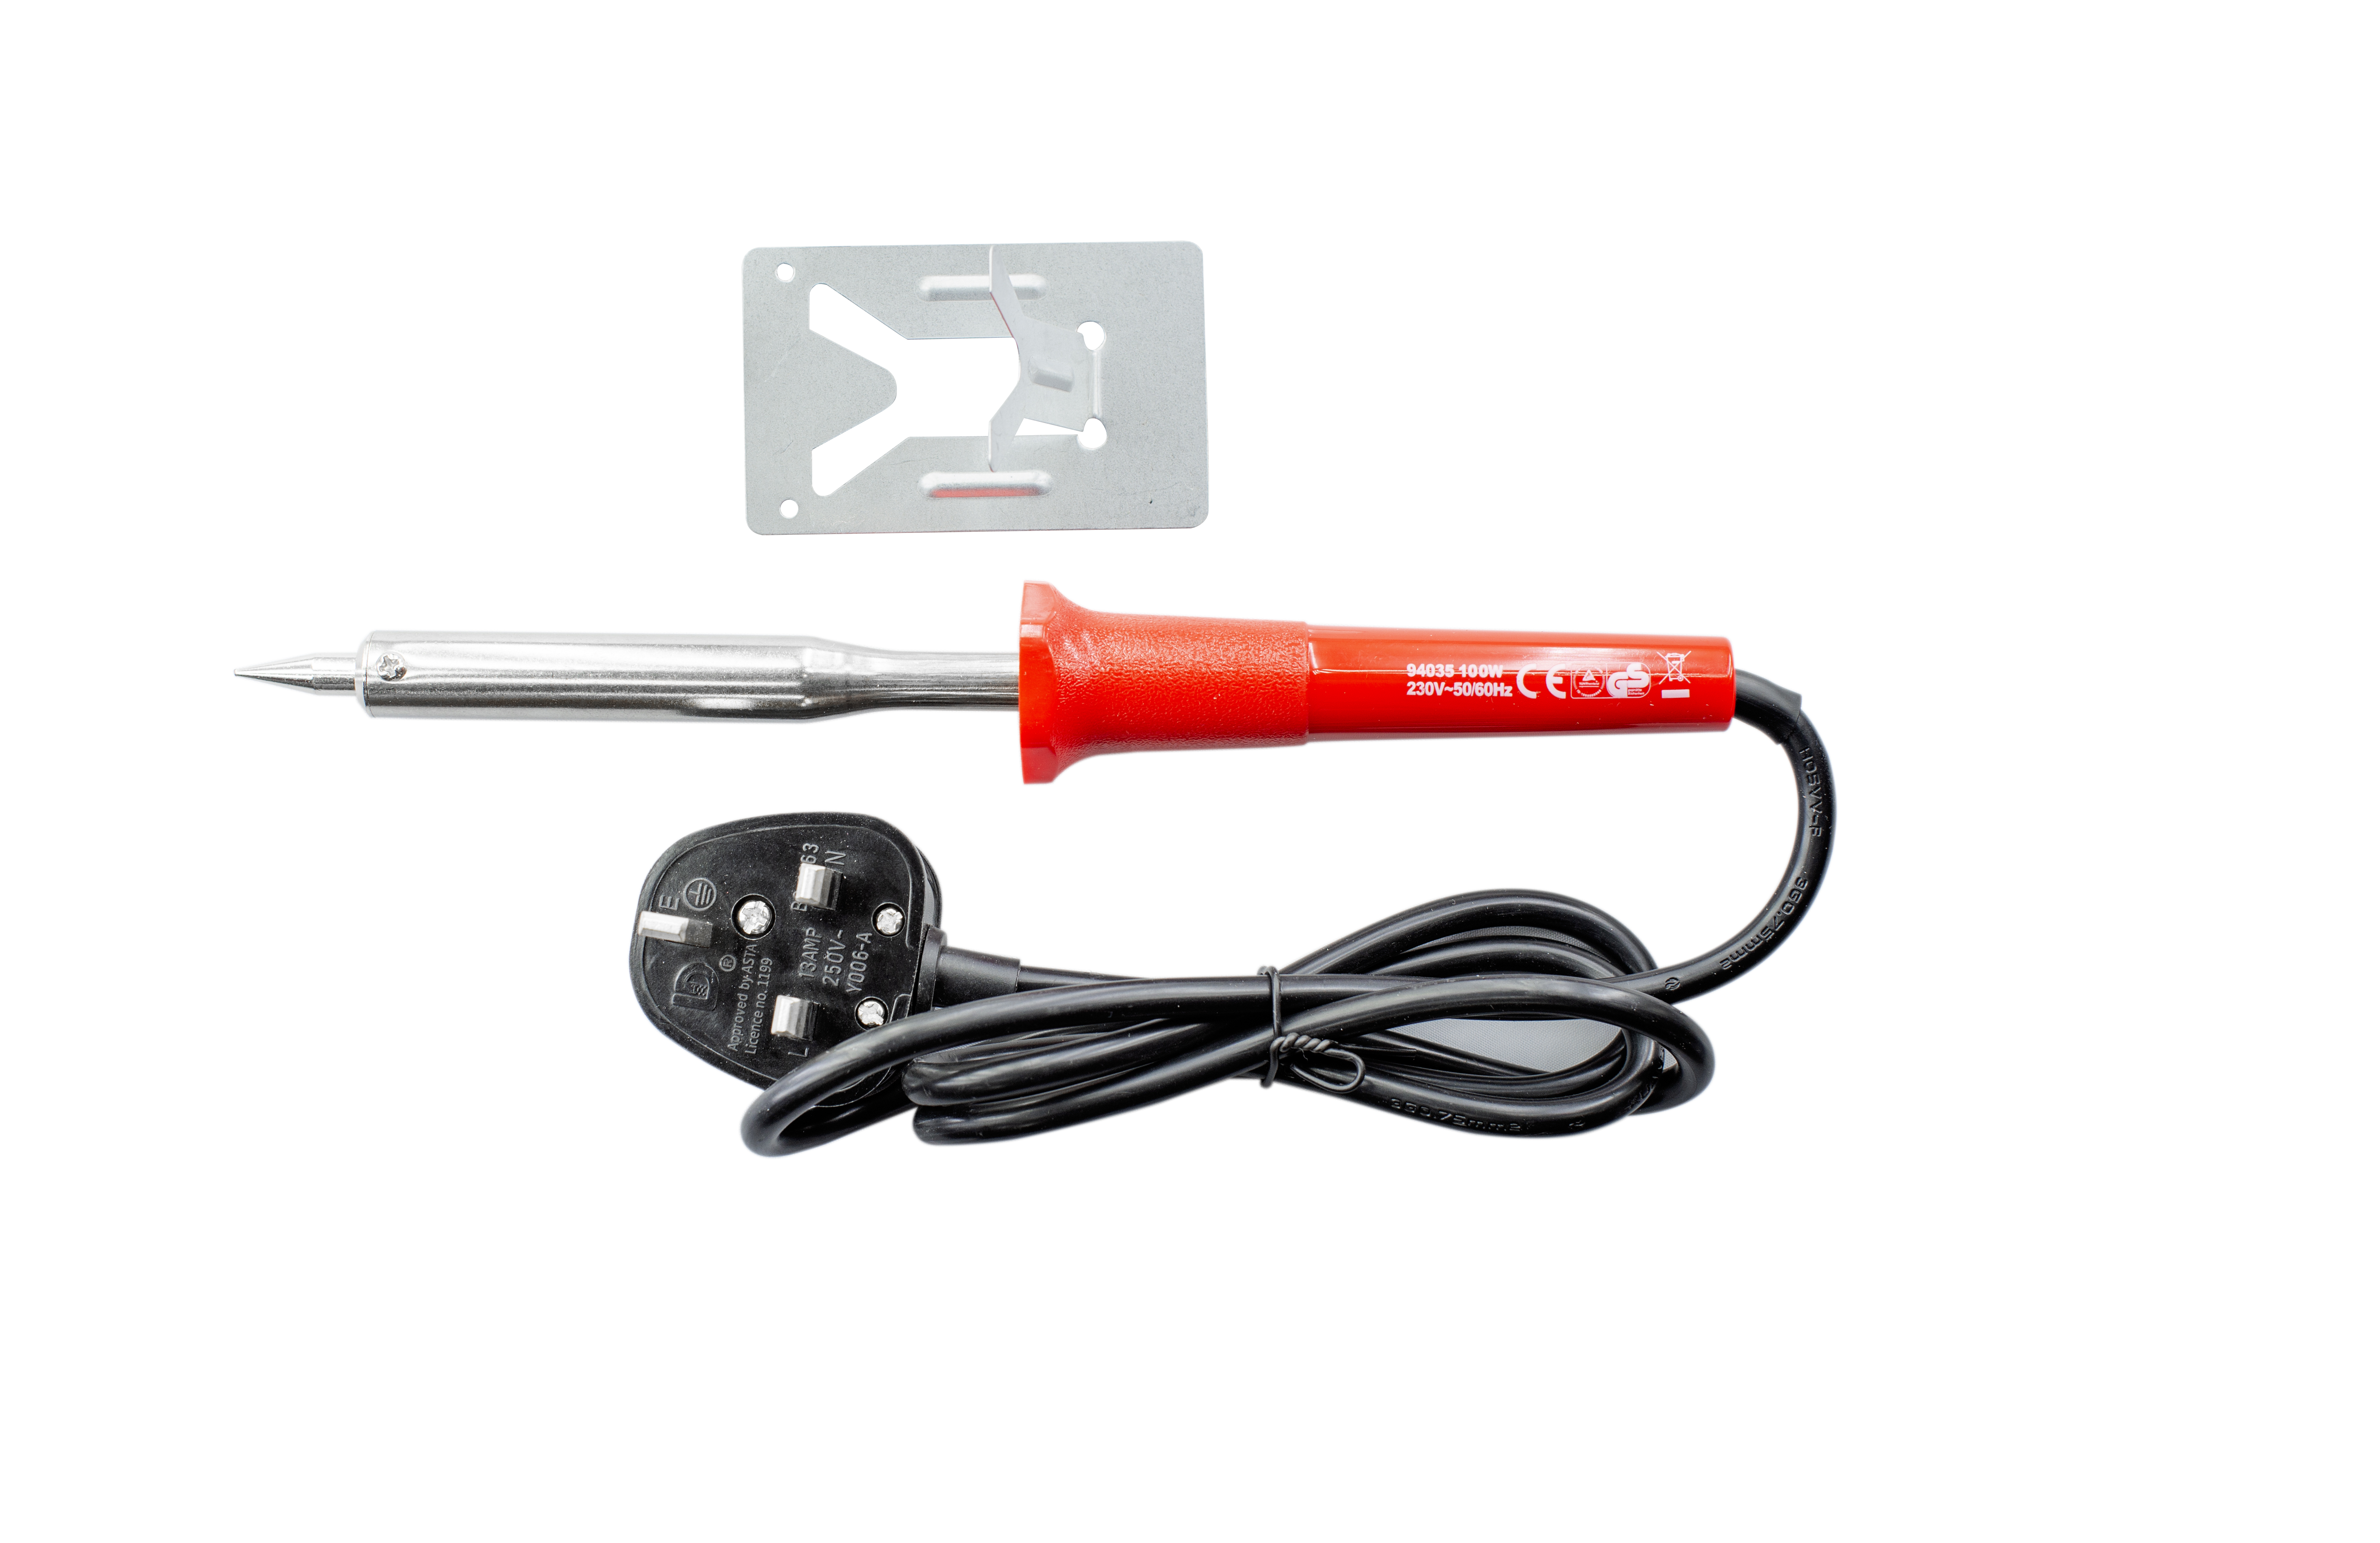 94035 100W
230V~50/60Hz
CE
GS
H05VV-F
3G0.75mm2
E
N
L
13AMP
250V~
Y006-A
®
Approved by ASTA
Licence no. 1199
3G0.75mm2